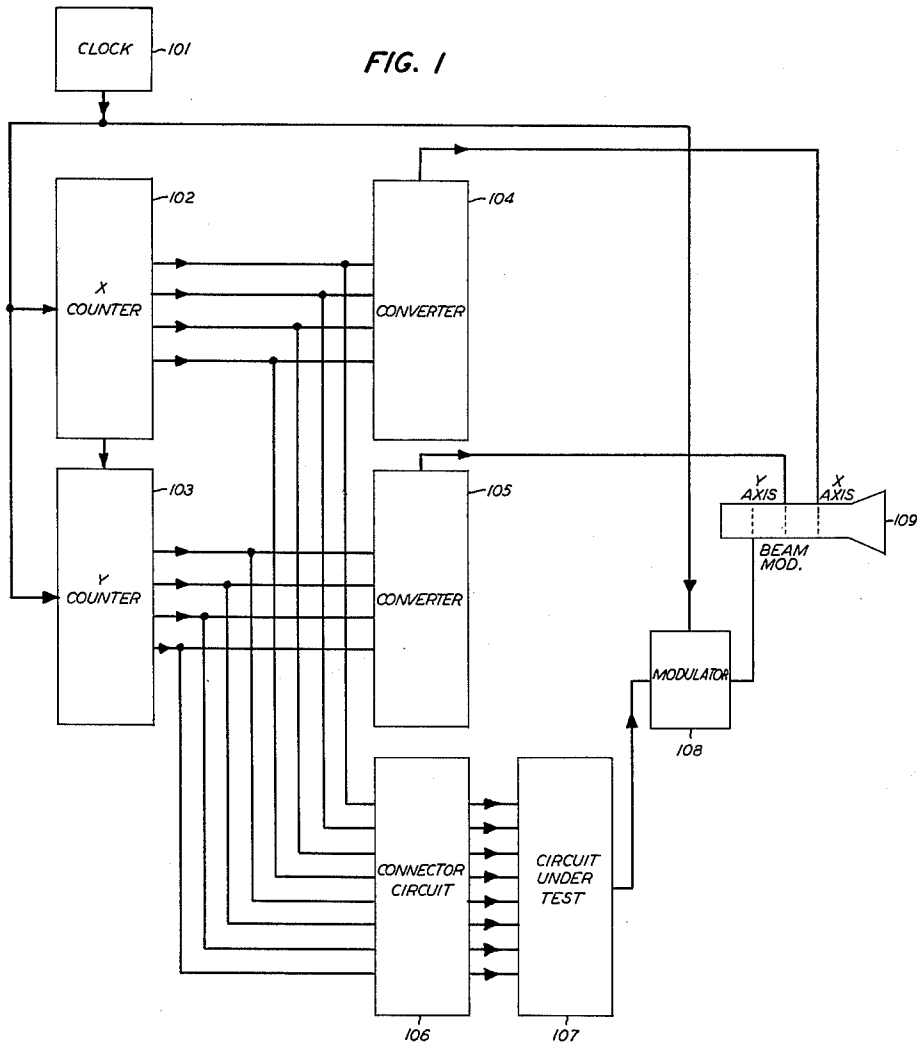 FIG. 1
CLOCK
101
102
X
COUNTER
104
CONVERTER
103
Y
COUNTER
105
CONVERTER
Y
AXIS
X
AXIS
109
BEAM
MOD.
MODULATOR
108
CONNECTOR
CIRCUIT
106
CIRCUIT
UNDER
TEST
107